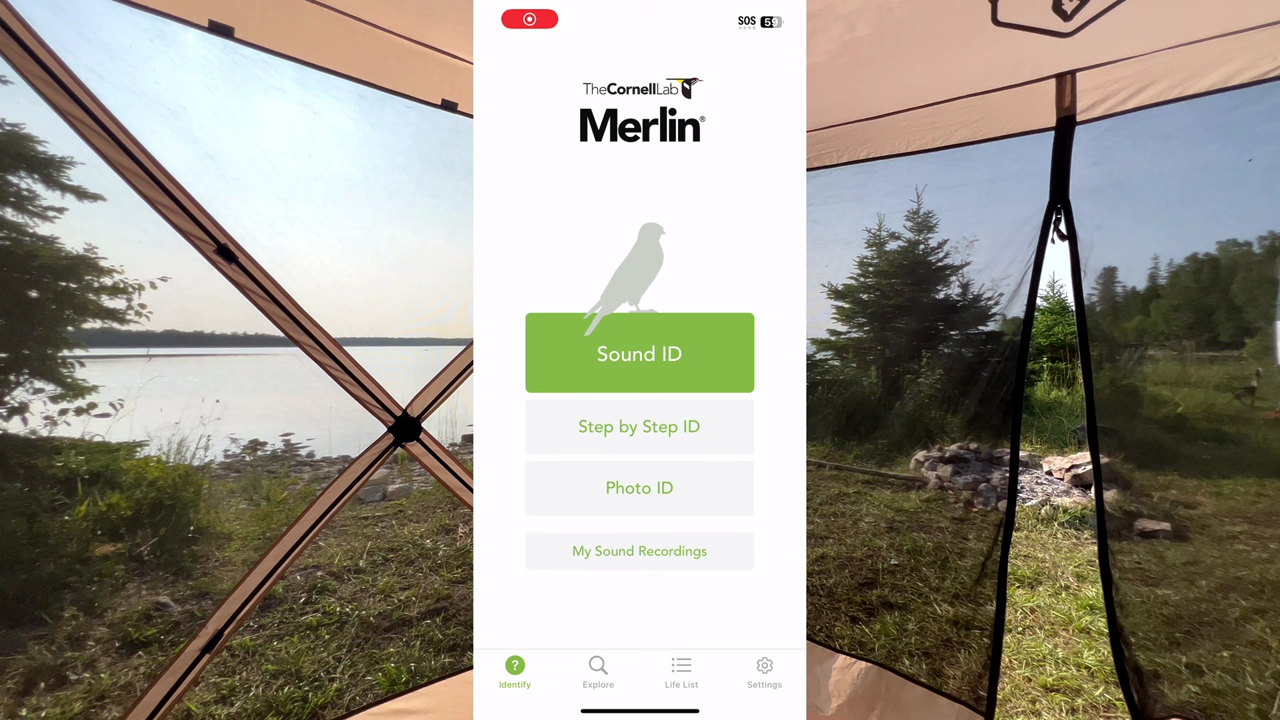 SOS 59
TheCornellLab
Merlin®
Sound ID
Step by Step ID
Photo ID
My Sound Recordings
?
Identify
Explore
Life List
Settings